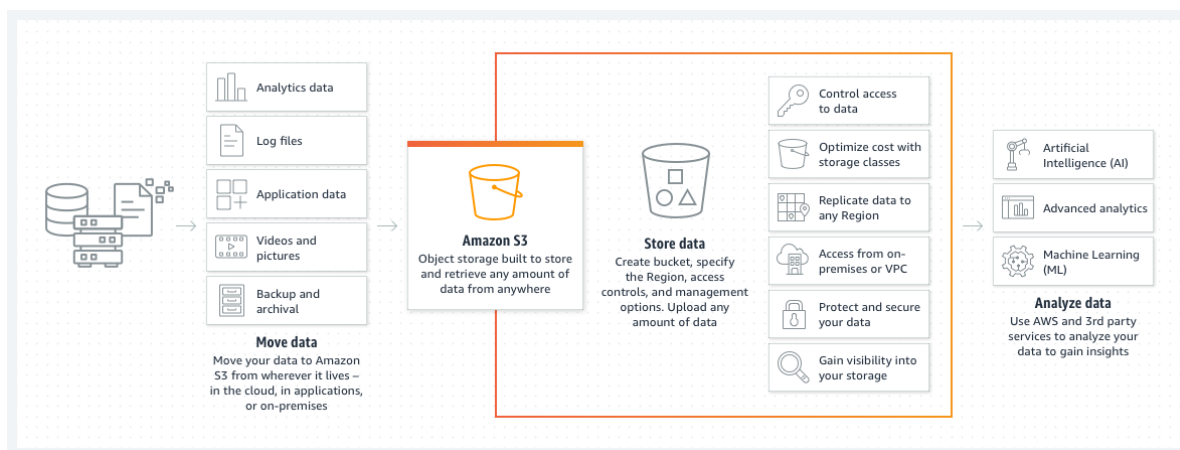 Analytics data
Log files
Application data
Videos and
pictures
Backup and
archival
Move data
Move your data to Amazon
S3 from wherever it lives –
in the cloud, in applications,
or on-premises
Amazon S3
Object storage built to store
and retrieve any amount of
data from anywhere
Store data
Create bucket, specify
the Region, access
controls, and management
options. Upload any
amount of data
Control access
to data
Optimize cost with
storage classes
Replicate data to
any Region
Access from on-
premises or VPC
Protect and secure
your data
Gain visibility into
your storage
Artificial
Intelligence (AI)
Advanced analytics
Machine Learning
(ML)
Analyze data
Use AWS and 3rd party
services to analyze your
data to gain insights